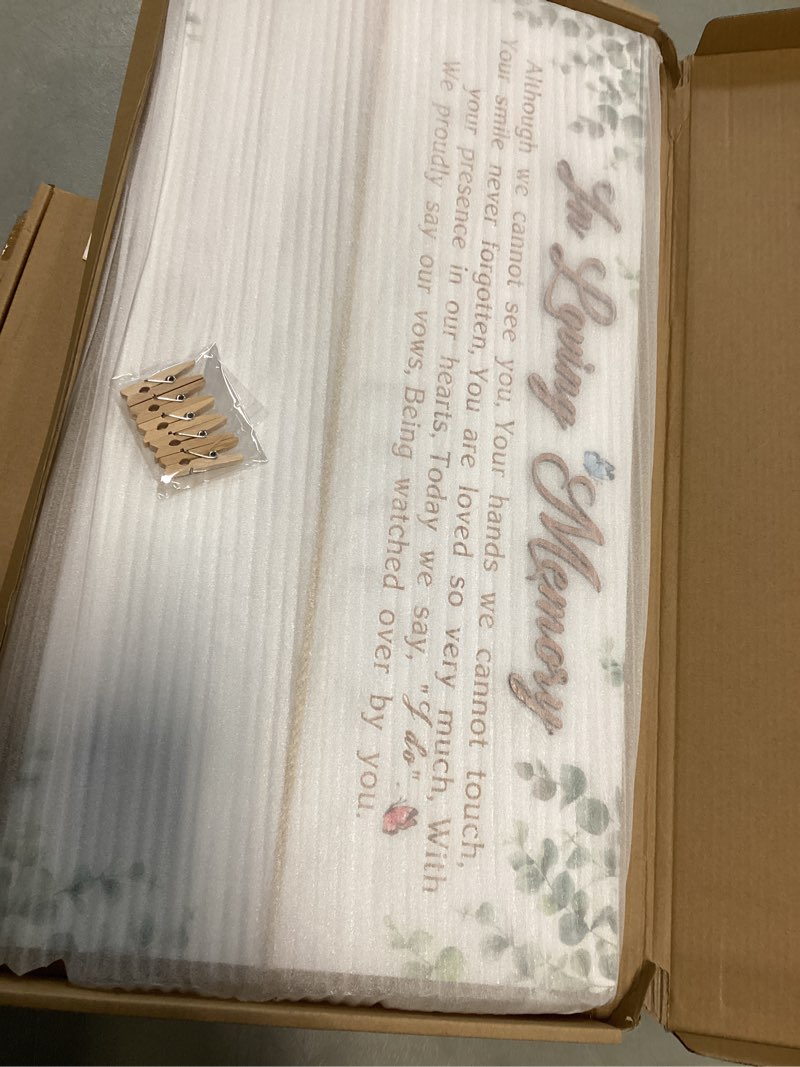 In Loving Memory
Although we cannot see you, Your hands we cannot touch,
Your smile never forgotten, You are loved so very much,
your presence in our hearts, Today we say, "I do". With
We proudly say our vows, Being watched over by you.